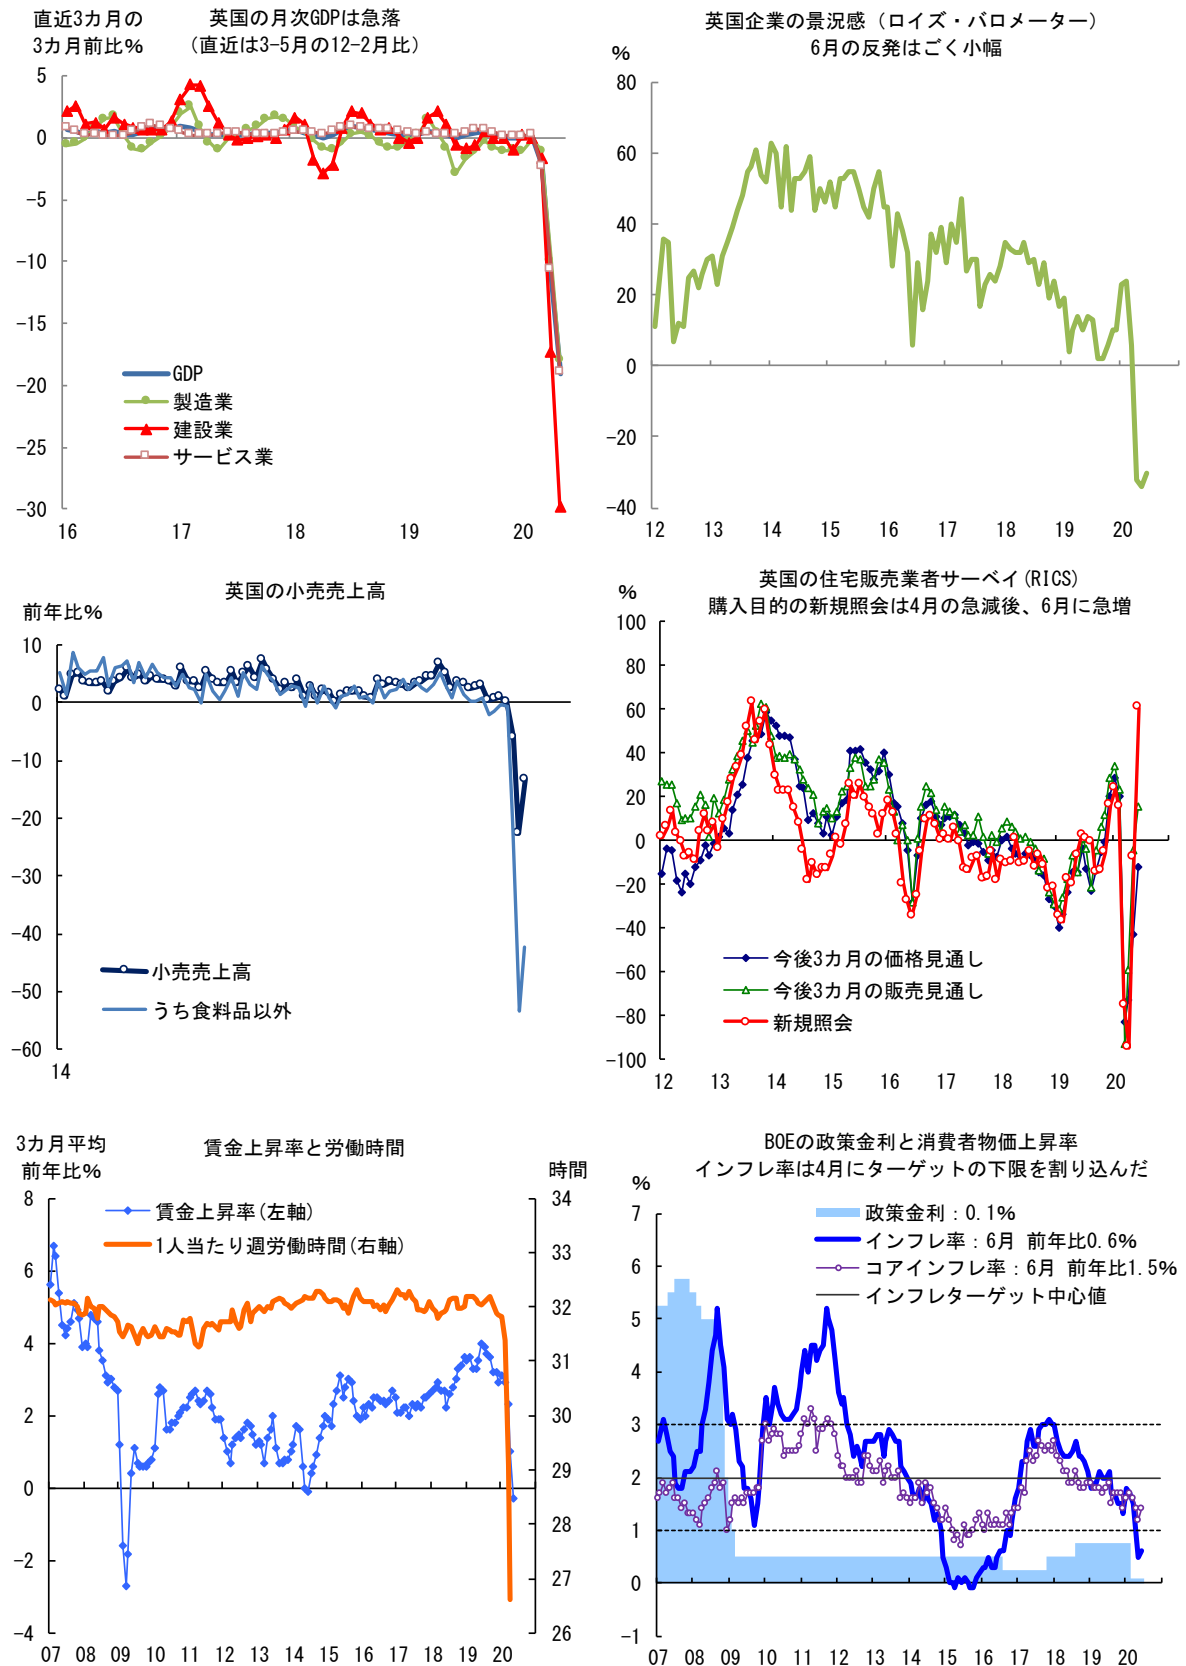 直近3カ月の
3カ月前比%
英国の月次GDPは急落
(直近は3-5月の12-2月比)
5
0
-5
-10
-15
-20
-25
-30
GDP
製造業
建設業
サービス業
16 17 18 19 20
英国企業の景況感（ロイズ・バロメーター）
6月の反発はごく小幅
%
80
60
40
20
0
-20
-40
12 13 14 15 16 17 18 19 20
英国の小売売上高
前年比%
10
0
-10
-20
-30
-40
-50
-60
小売売上高
うち食料品以外
14
英国の住宅販売業者サーベイ(RICS)
購入目的の新規照会は4月の急減後、6月に急増
%
100
80
60
40
20
0
-20
-40
-60
-80
-100
今後3カ月の価格見通し
今後3カ月の販売見通し
新規照会
12 13 14 15 16 17 18 19 20
3カ月平均
前年比%
賃金上昇率と労働時間
時間
8
6
4
2
0
-2
-4
賃金上昇率(左軸)
1人当たり週労働時間(右軸)
34
33
32
31
30
29
28
27
26
07 08 09 10 11 12 13 14 15 16 17 18 19 20
BOEの政策金利と消費者物価上昇率
インフレ率は4月にターゲットの下限を割り込んだ
%
7
6
5
4
3
2
1
0
-1
政策金利：0.1%
インフレ率：6月 前年比0.6%
コアインフレ率：6月 前年比1.5%
インフレターゲット中心値
07 08 09 10 11 12 13 14 15 16 17 18 19 20